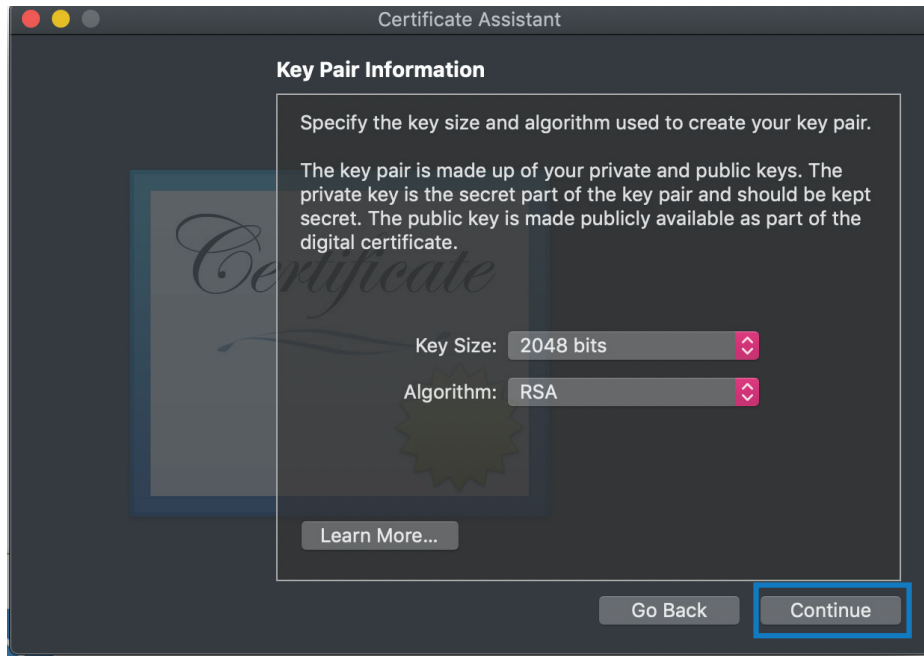 Certificate Assistant
Key Pair Information
Specify the key size and algorithm used to create your key pair.
The key pair is made up of your private and public keys. The
private key is the secret part of the key pair and should be kept
secret. The public key is made publicly available as part of the
digital certificate.
Certificate
Key Size: 2048 bits
Algorithm: RSA
Learn More...
Go Back Continue